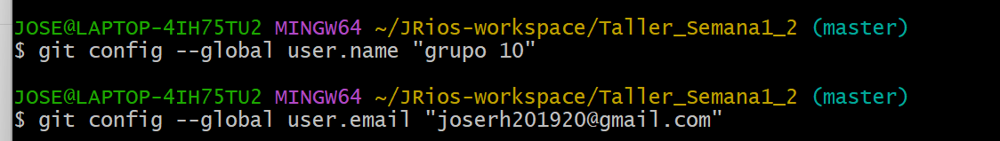 JOSE@LAPTOP-4IH75TU2 MINGW64 ~/JRios-workspace/Taller_Semana1_2 (master)
$ git config --global user.name "grupo 10"
JOSE@LAPTOP-4IH75TU2 MINGW64 ~/JRios-workspace/Taller_Semana1_2 (master)
$ git config --global user.email "joserh201920@gmail.com"